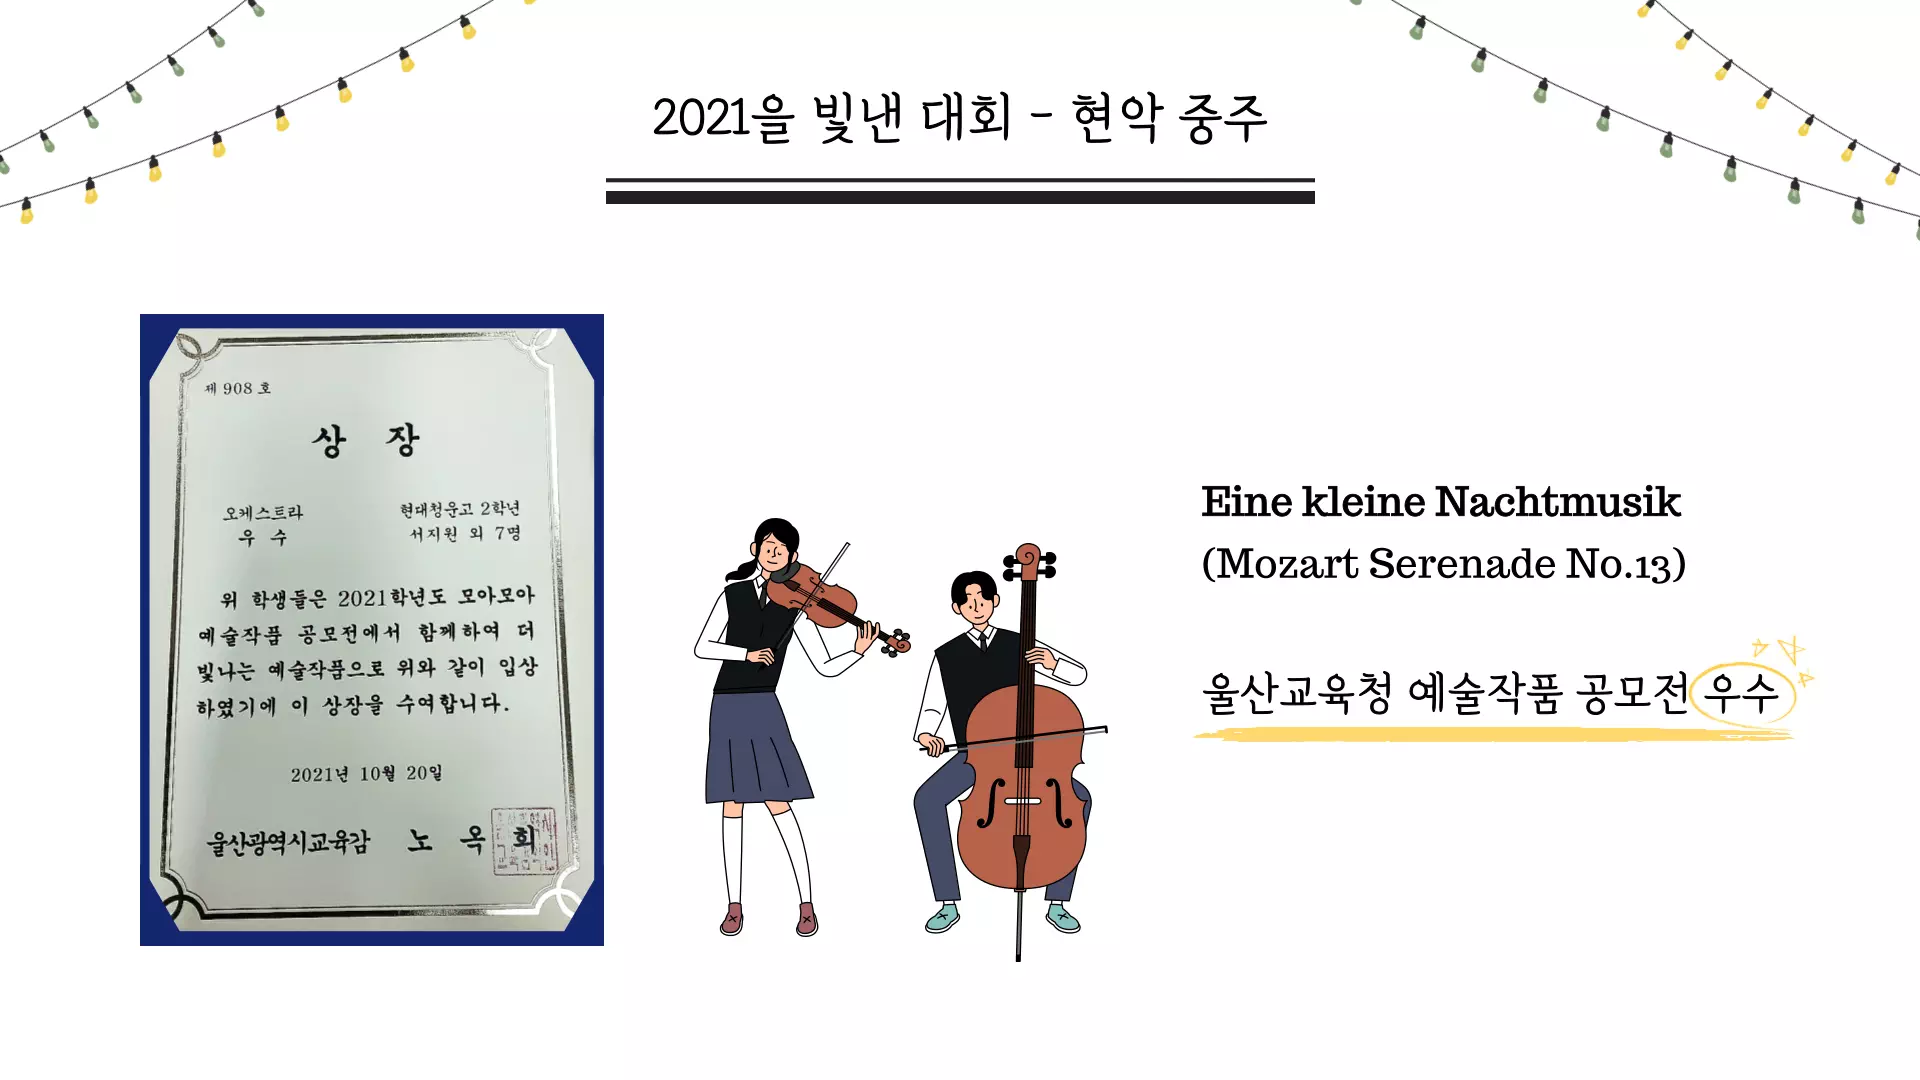 2021을 빛낸 대회 - 현악 중주
제 908 호
상 장
오케스트라
우 수
현대청운고 2학년
서지원 외 7명
위 학생들은 2021학년도 모아모아
예술작품 공모전에서 함께하여 더
빛나는 예술작품으로 위와 같이 입상
하였기에 이 상장을 수여합니다.
2021년 10월 20일
울산광역시교육감 노 옥 희
Eine kleine Nachtmusik
(Mozart Serenade No.13)
울산교육청 예술작품 공모전 우수